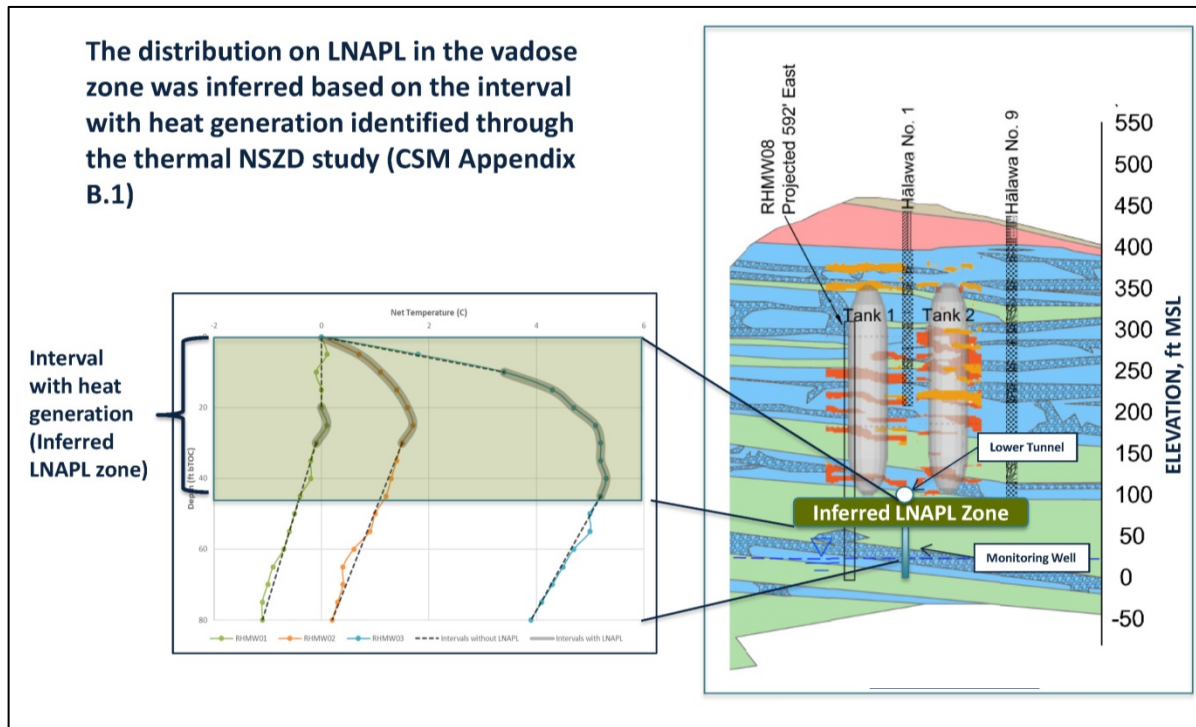 The distribution on LNAPL in the vadose
zone was inferred based on the interval
with heat generation identified through
the thermal NSZD study (CSM Appendix
B.1)
Interval
with heat
generation
(Inferred
LNAPL zone)
Net Temperature (C)
-2
0
2
4
6
0
20
40
60
80
Depth (ft bTOC)
RHMW01
RHMW02
RHMW03
Intervals without LNAPL
Intervals with LNAPL
RHMW08
Projected 592' East
Hālawa No. 1
Hālawa No. 9
550
500
450
400
350
300
250
200
150
100
50
0
-50
ELEVATION, ft MSL
Tank 1
Tank 2
Lower Tunnel
Inferred LNAPL Zone
Monitoring Well